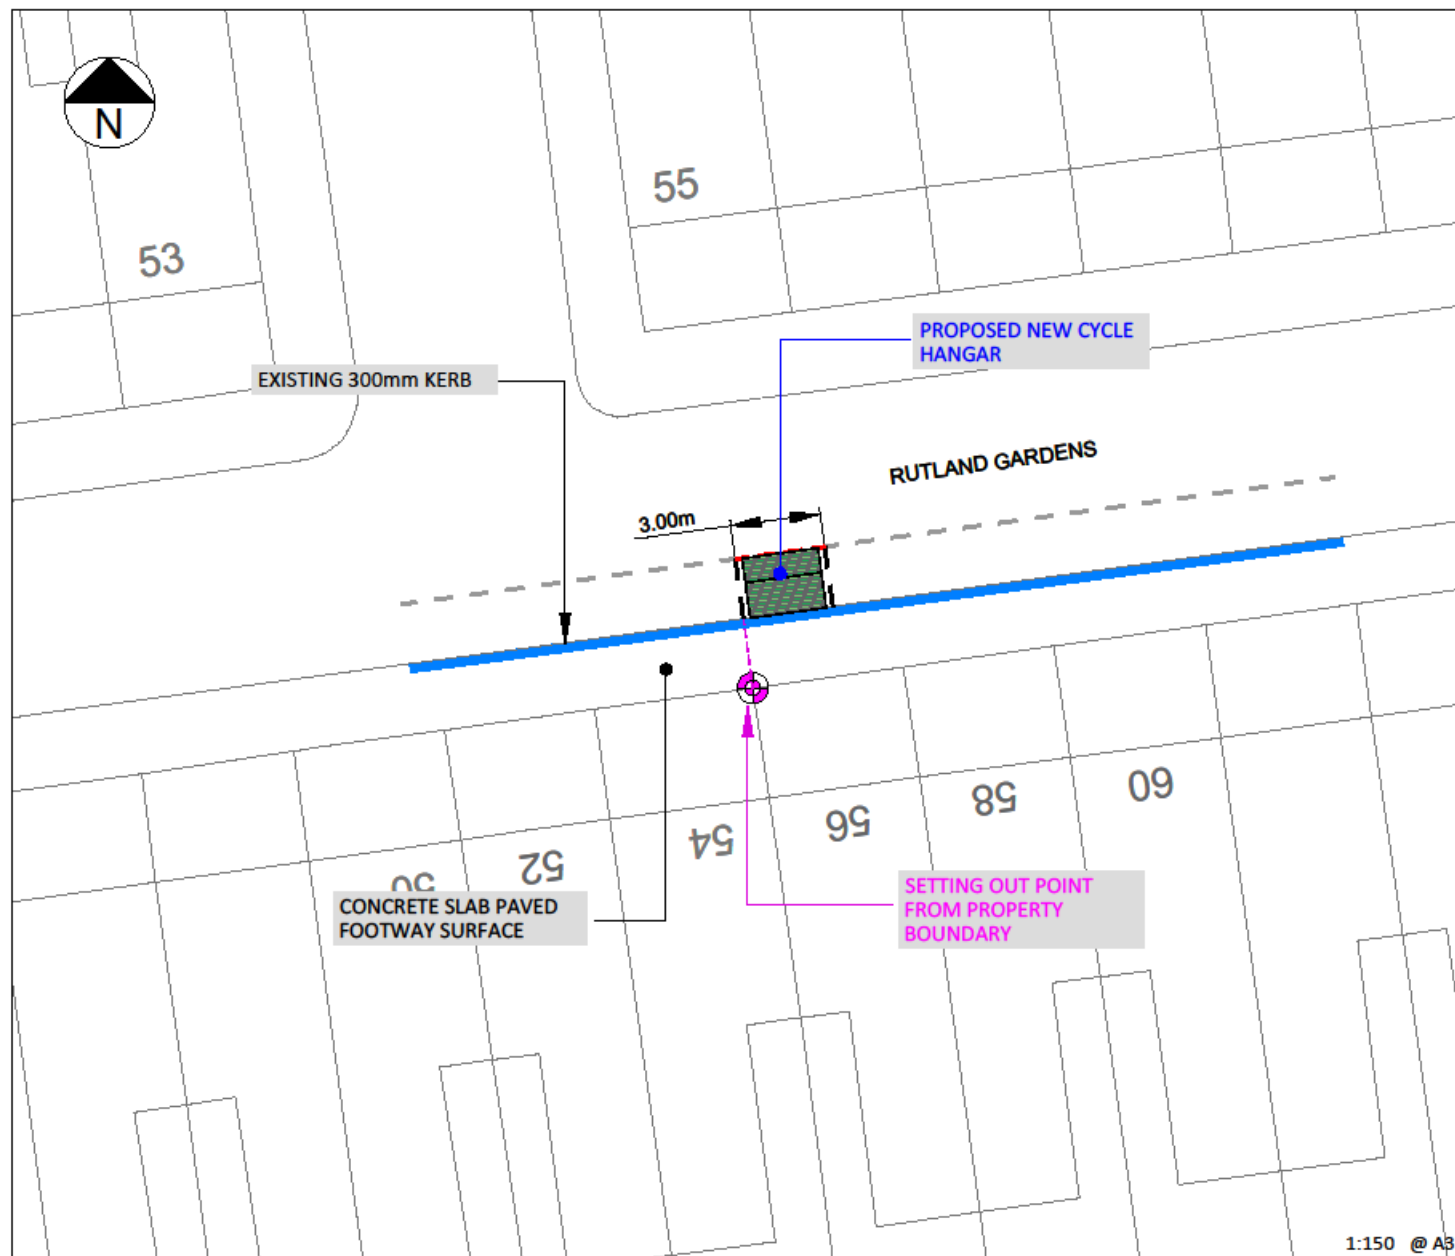 N
55
53
PROPOSED NEW CYCLE
HANGAR
EXISTING 300mm KERB
RUTLAND GARDENS
3.00m
60
58
56
54
52
50
CONCRETE SLAB PAVED
FOOTWAY SURFACE
SETTING OUT POINT
FROM PROPERTY
BOUNDARY
1:150 @ A3